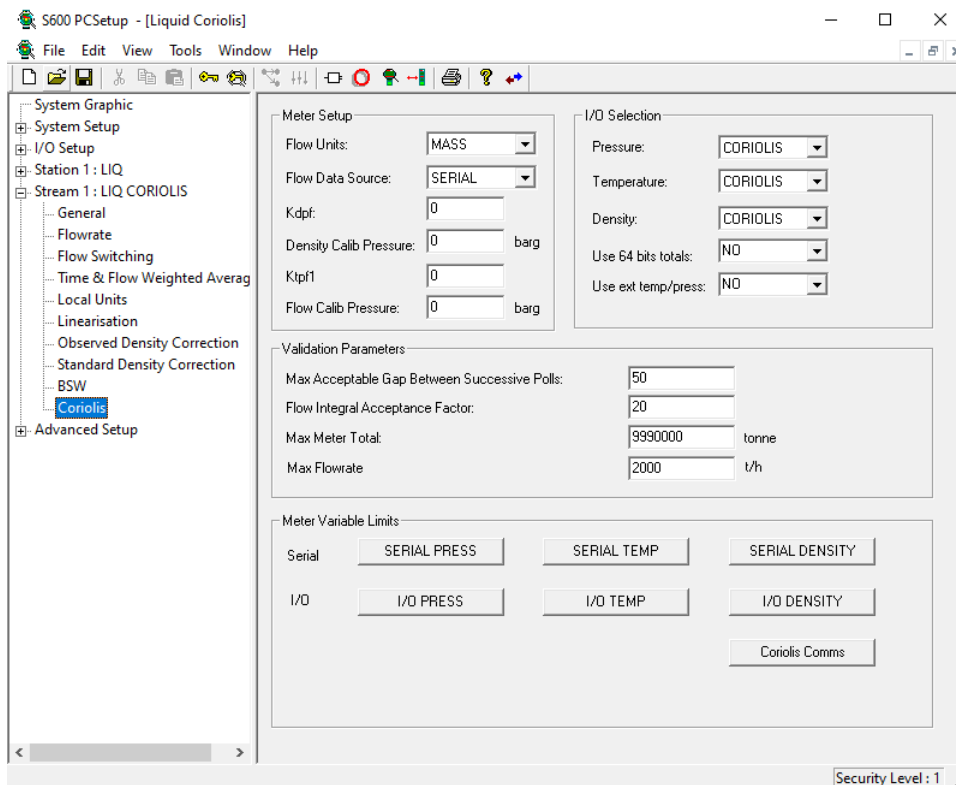 S600 PCSetup - [Liquid Coriolis]
File Edit View Tools Window Help
System Graphic
System Setup
I/O Setup
Station 1 : LIQ
Stream 1 : LIQ CORIOLIS
General
Flowrate
Flow Switching
Time & Flow Weighted Averag
Local Units
Linearisation
Observed Density Correction
Standard Density Correction
BSW
Coriolis
Advanced Setup
Meter Setup
Flow Units: MASS
Flow Data Source: SERIAL
Kdpf: 0
Density Calib Pressure: 0 barg
Ktpf1 0
Flow Calib Pressure: 0 barg
I/O Selection
Pressure: CORIOLIS
Temperature: CORIOLIS
Density: CORIOLIS
Use 64 bits totals: NO
Use ext temp/press: NO
Validation Parameters
Max Acceptable Gap Between Successive Polls: 50
Flow Integral Acceptance Factor: 20
Max Meter Total: 9990000 tonne
Max Flowrate 2000 t/h
Meter Variable Limits
Serial SERIAL PRESS SERIAL TEMP SERIAL DENSITY
I/O I/O PRESS I/O TEMP I/O DENSITY
Coriolis Comms
Security Level : 1